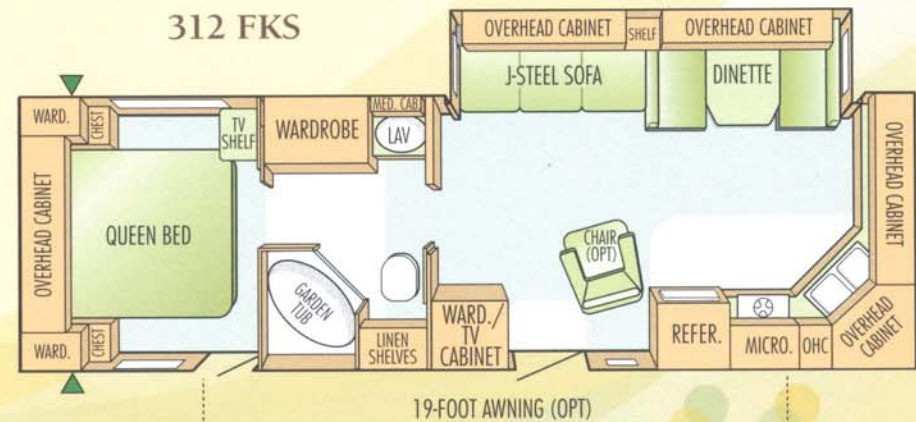 312 FKS
OVERHEAD CABINET
SHELF
OVERHEAD CABINET
J-STEEL SOFA
DINETTE
WARD.
CHEST
TV
SHELF
WARDROBE
MED. CAB.
LAV
OVERHEAD CABINET
QUEEN BED
OVERHEAD CABINET
CHAIR
(OPT)
GARDEN
TUB
WARD.
CHEST
LINEN
SHELVES
WARD./
TV
CABINET
REFER.
MICRO.
OHC
OVERHEAD
CABINET
19-FOOT AWNING (OPT)